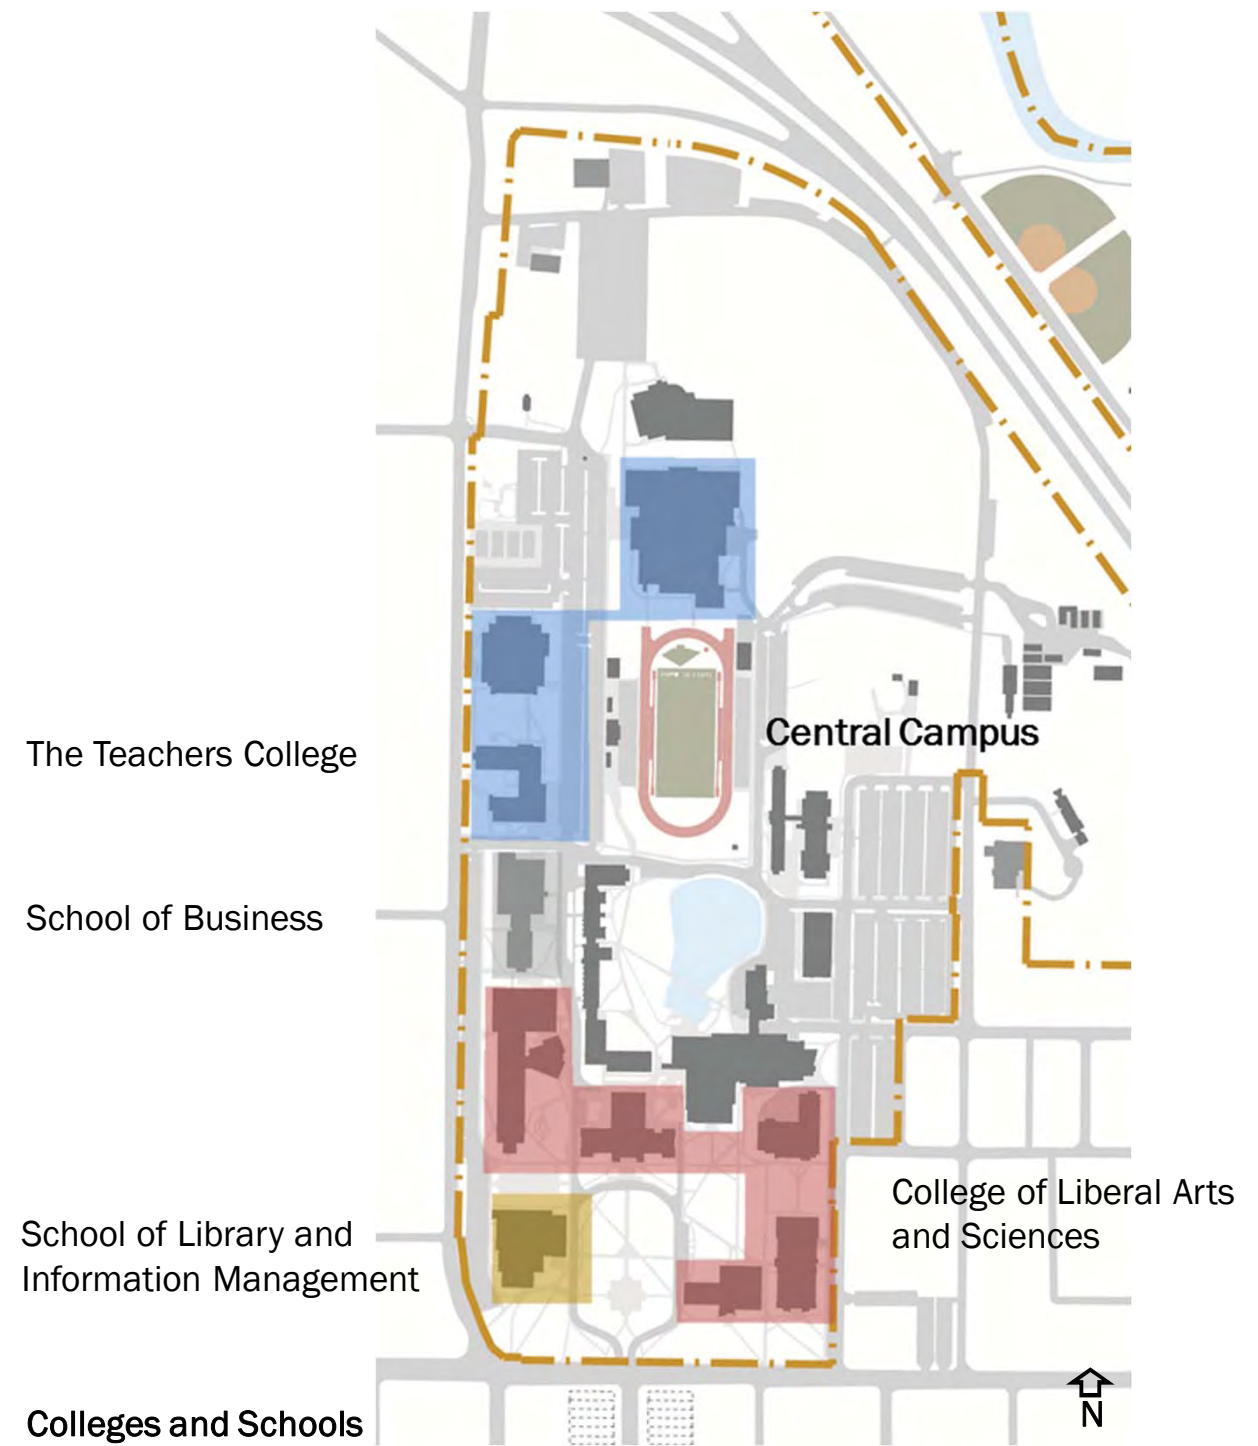 Central Campus
The Teachers College
School of Business
College of Liberal Arts
and Sciences
School of Library and
Information Management
N
Colleges and Schools